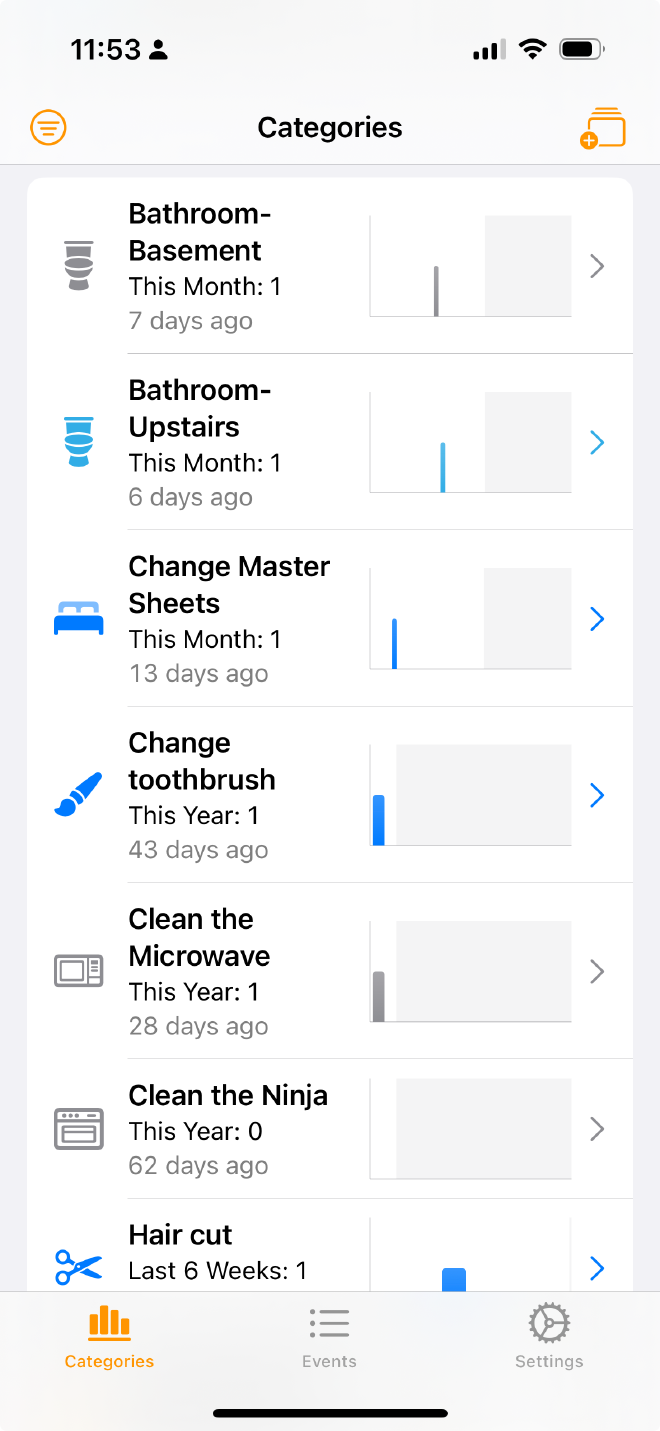 11:53
Categories
Bathroom-
Basement
This Month: 1
7 days ago
Bathroom-
Upstairs
This Month: 1
6 days ago
Change Master
Sheets
This Month: 1
13 days ago
Change
toothbrush
This Year: 1
43 days ago
Clean the
Microwave
This Year: 1
28 days ago
Clean the Ninja
This Year: 0
62 days ago
Hair cut
Last 6 Weeks: 1
Categories
Events
Settings